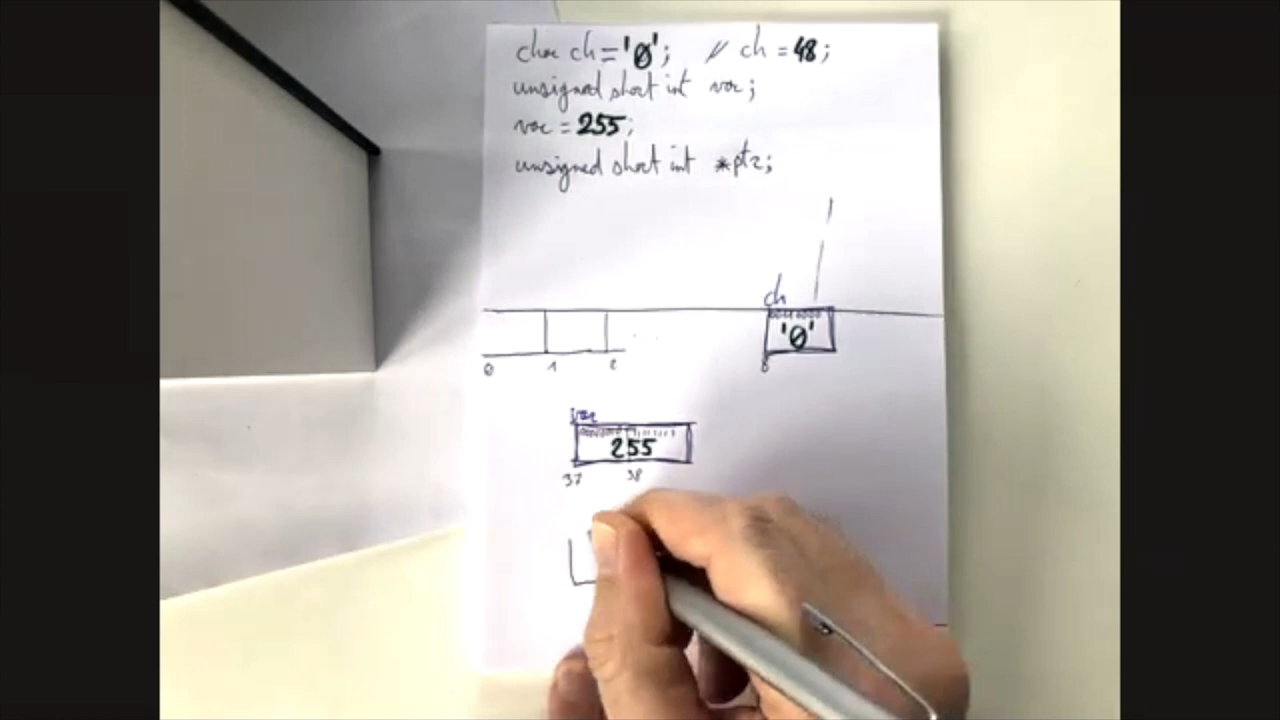 char ch = '0'; // ch = 48;
unsigned short int var;
var = 255;
unsigned short int *ptr;
ch
'0'
0 1 2 8
var
255
37 38